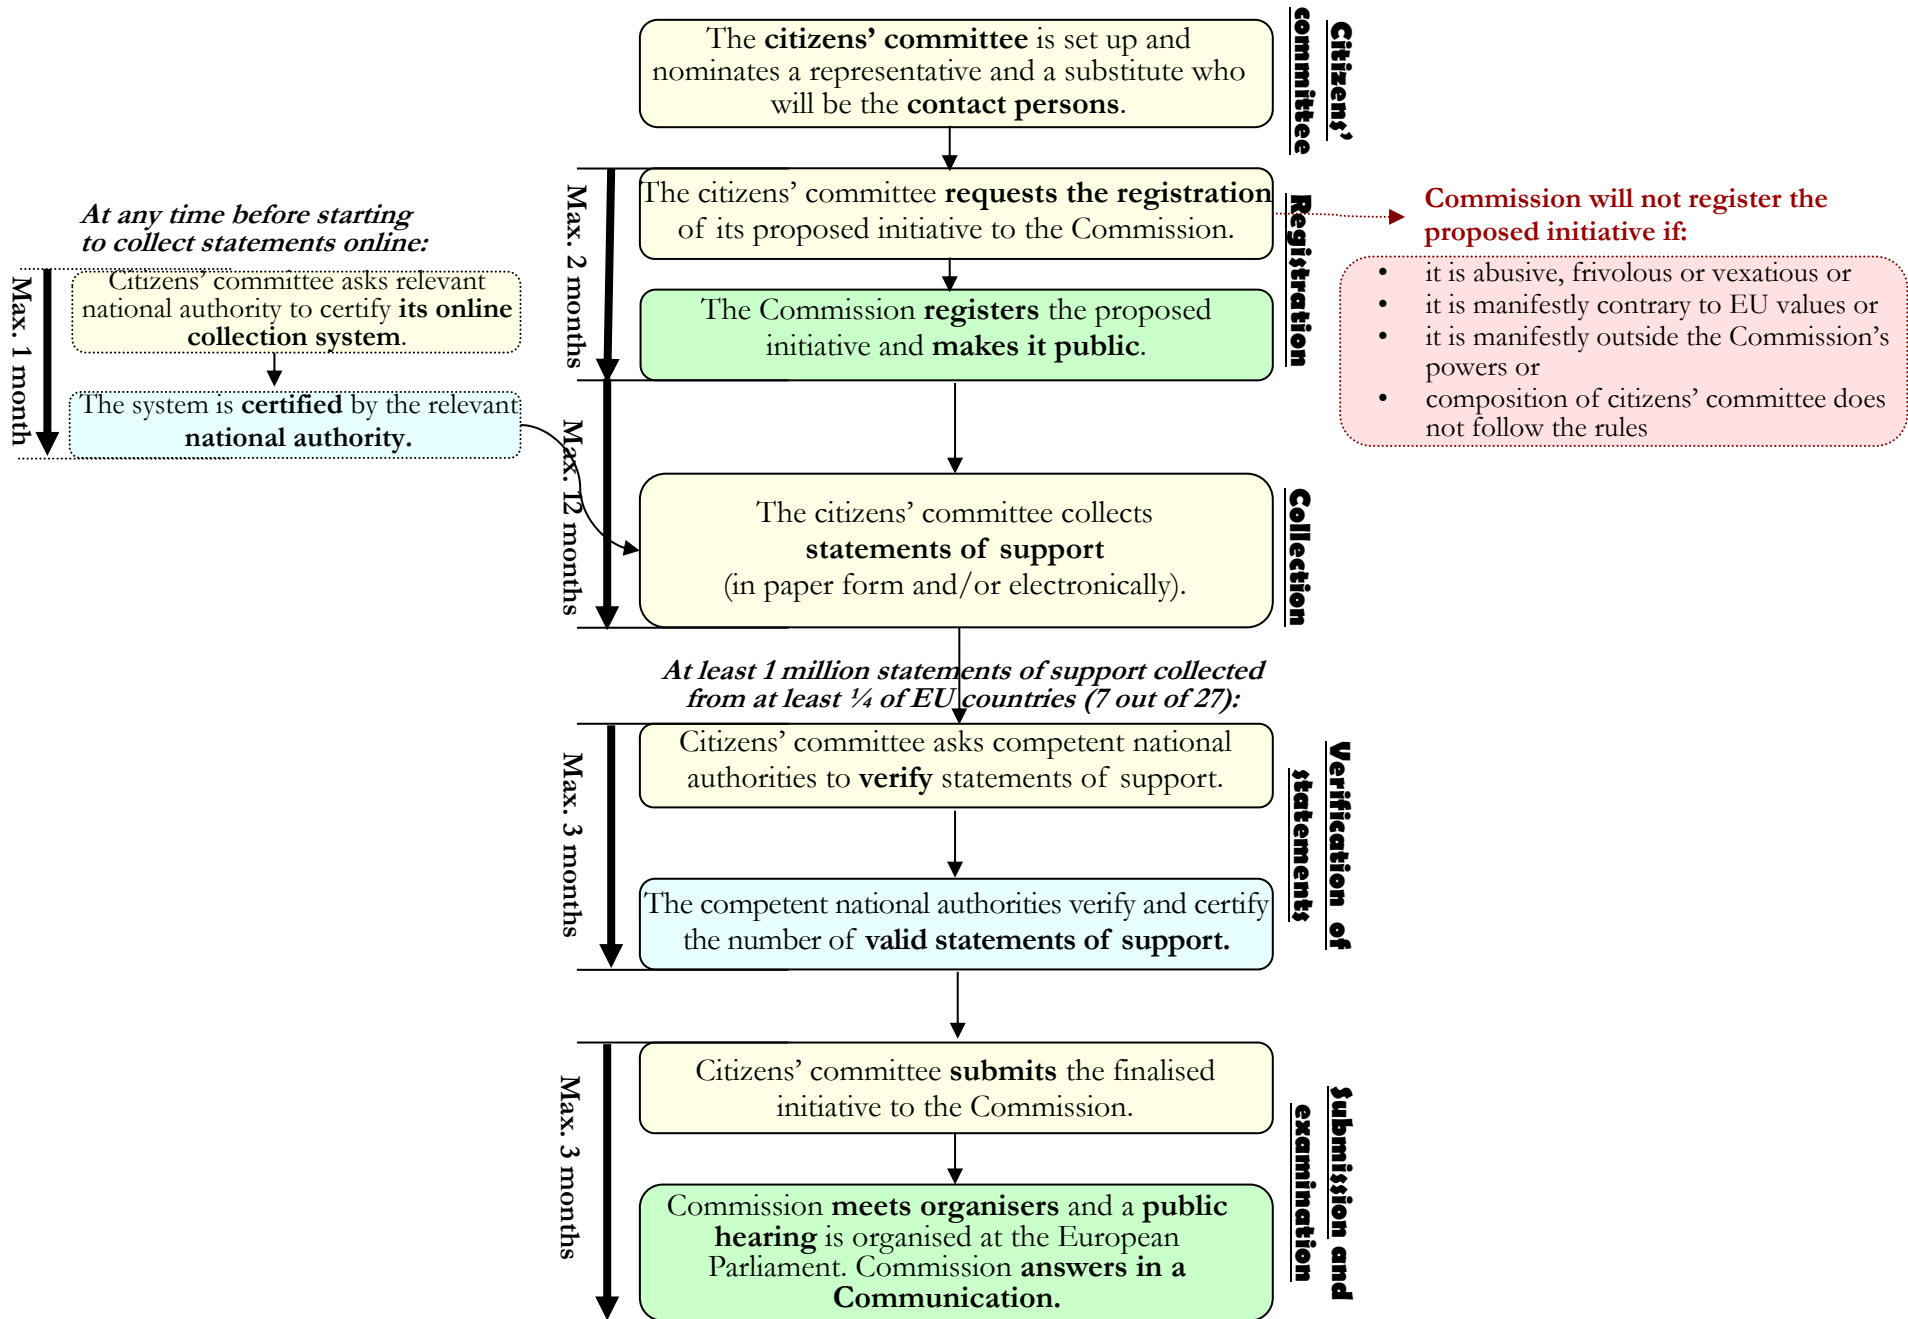 The citizens’ committee is set up and
nominates a representative and a substitute who
will be the contact persons.
Citizens’
committee
Max. 2 months
The citizens’ committee requests the registration
of its proposed initiative to the Commission.
The Commission registers the proposed
initiative and makes it public.
Registration
Commission will not register the
proposed initiative if:
• it is abusive, frivolous or vexatious or
• it is manifestly contrary to EU values or
• it is manifestly outside the Commission’s
powers or
• composition of citizens’ committee does
not follow the rules
At any time before starting
to collect statements online:
Max. 1 month
Citizens’ committee asks relevant
national authority to certify its online
collection system.
The system is certified by the relevant
national authority.
Max. 12 months
The citizens’ committee collects
statements of support
(in paper form and/or electronically).
Collection
At least 1 million statements of support collected
from at least ¼ of EU countries (7 out of 27):
Max. 3 months
Citizens’ committee asks competent national
authorities to verify statements of support.
The competent national authorities verify and certify
the number of valid statements of support.
Verification of
statements
Max. 3 months
Citizens’ committee submits the finalised
initiative to the Commission.
Commission meets organisers and a public
hearing is organised at the European
Parliament. Commission answers in a
Communication.
Submission and
examination